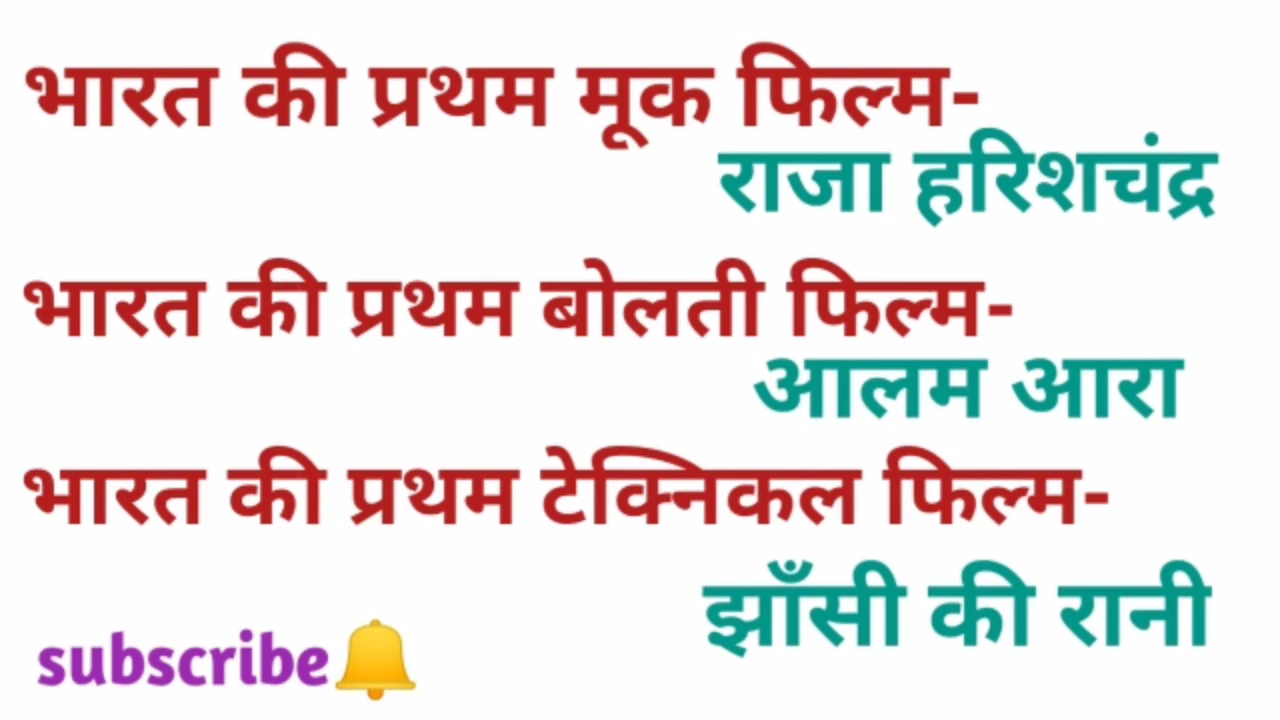 भारत की प्रथम मूक फिल्म-
राजा हरिशचंद्र
भारत की प्रथम बोलती फिल्म-
आलम आरा
भारत की प्रथम टेक्निकल फिल्म-
झाँसी की रानी
subscribe